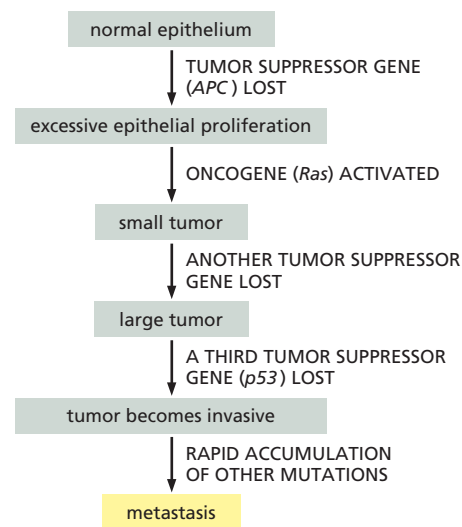 normal epithelium
TUMOR SUPPRESSOR GENE
(APC) LOST
excessive epithelial proliferation
ONCOGENE (Ras) ACTIVATED
small tumor
ANOTHER TUMOR SUPPRESSOR
GENE LOST
large tumor
A THIRD TUMOR SUPPRESSOR
GENE (p53) LOST
tumor becomes invasive
RAPID ACCUMULATION
OF OTHER MUTATIONS
metastasis